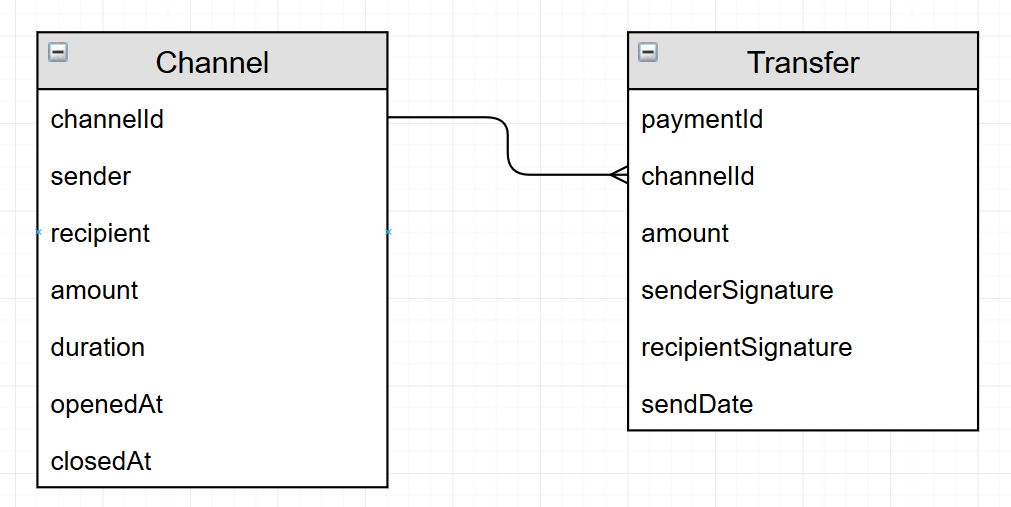 Channel
channelId
sender
recipient
amount
duration
openedAt
closedAt
Transfer
paymentId
channelId
amount
senderSignature
recipientSignature
sendDate